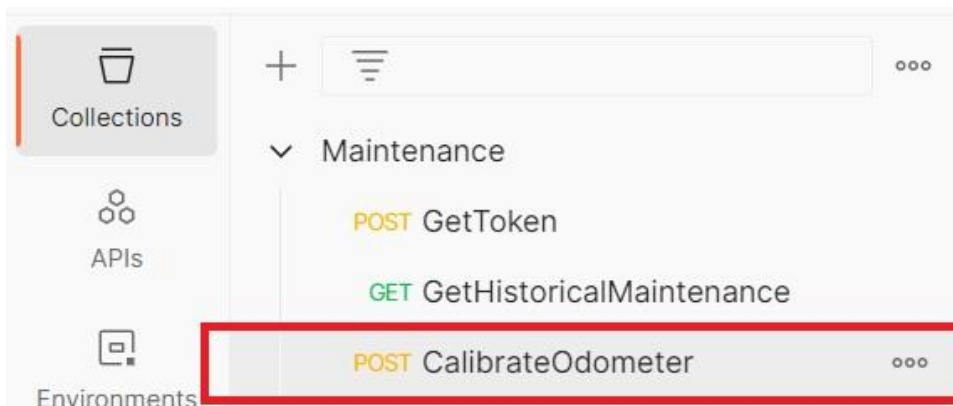 Collections
Maintenance
POST GetToken
APIs
GET GetHistoricalMaintenance
POST CalibrateOdometer
Environments